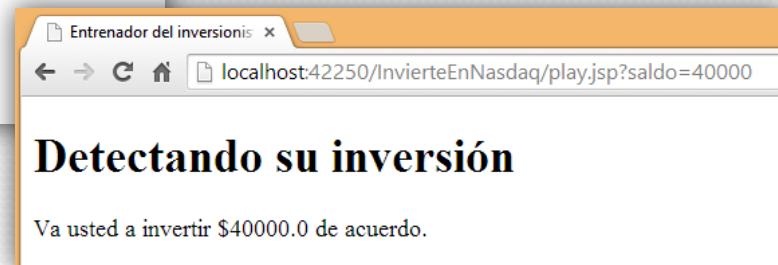 Entrenador del inversionis
localhost:42250/InvierteEnNasdaq/play.jsp?saldo=40000
Detectando su inversión
Va usted a invertir $40000.0 de acuerdo.